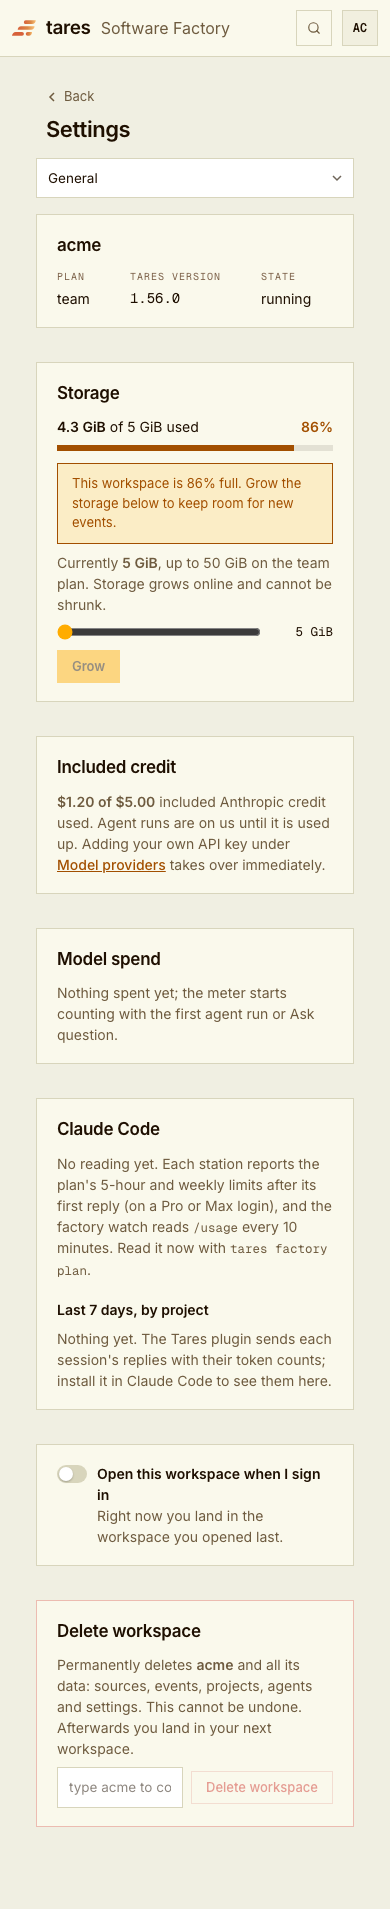 tares Software Factory
AC
Back
Settings
General
acme
PLAN TARES VERSION STATE
team 1.56.0 running
Storage
4.3 GiB of 5 GiB used 86%
This workspace is 86% full. Grow the
storage below to keep room for new
events.
Currently 5 GiB, up to 50 GiB on the team
plan. Storage grows online and cannot be
shrunk.
5 GiB
Grow
Included credit
$1.20 of $5.00 included Anthropic credit
used. Agent runs are on us until it is used
up. Adding your own API key under
Model providers takes over immediately.
Model spend
Nothing spent yet; the meter starts
counting with the first agent run or Ask
question.
Claude Code
No reading yet. Each station reports the
plan's 5-hour and weekly limits after its
first reply (on a Pro or Max login), and the
factory watch reads /usage every 10
minutes. Read it now with tares factory
plan.
Last 7 days, by project
Nothing yet. The Tares plugin sends each
session's replies with their token counts;
install it in Claude Code to see them here.
Open this workspace when I sign
in
Right now you land in the
workspace you opened last.
Delete workspace
Permanently deletes acme and all its
data: sources, events, projects, agents
and settings. This cannot be undone.
Afterwards you land in your next
workspace.
type acme to co Delete workspace